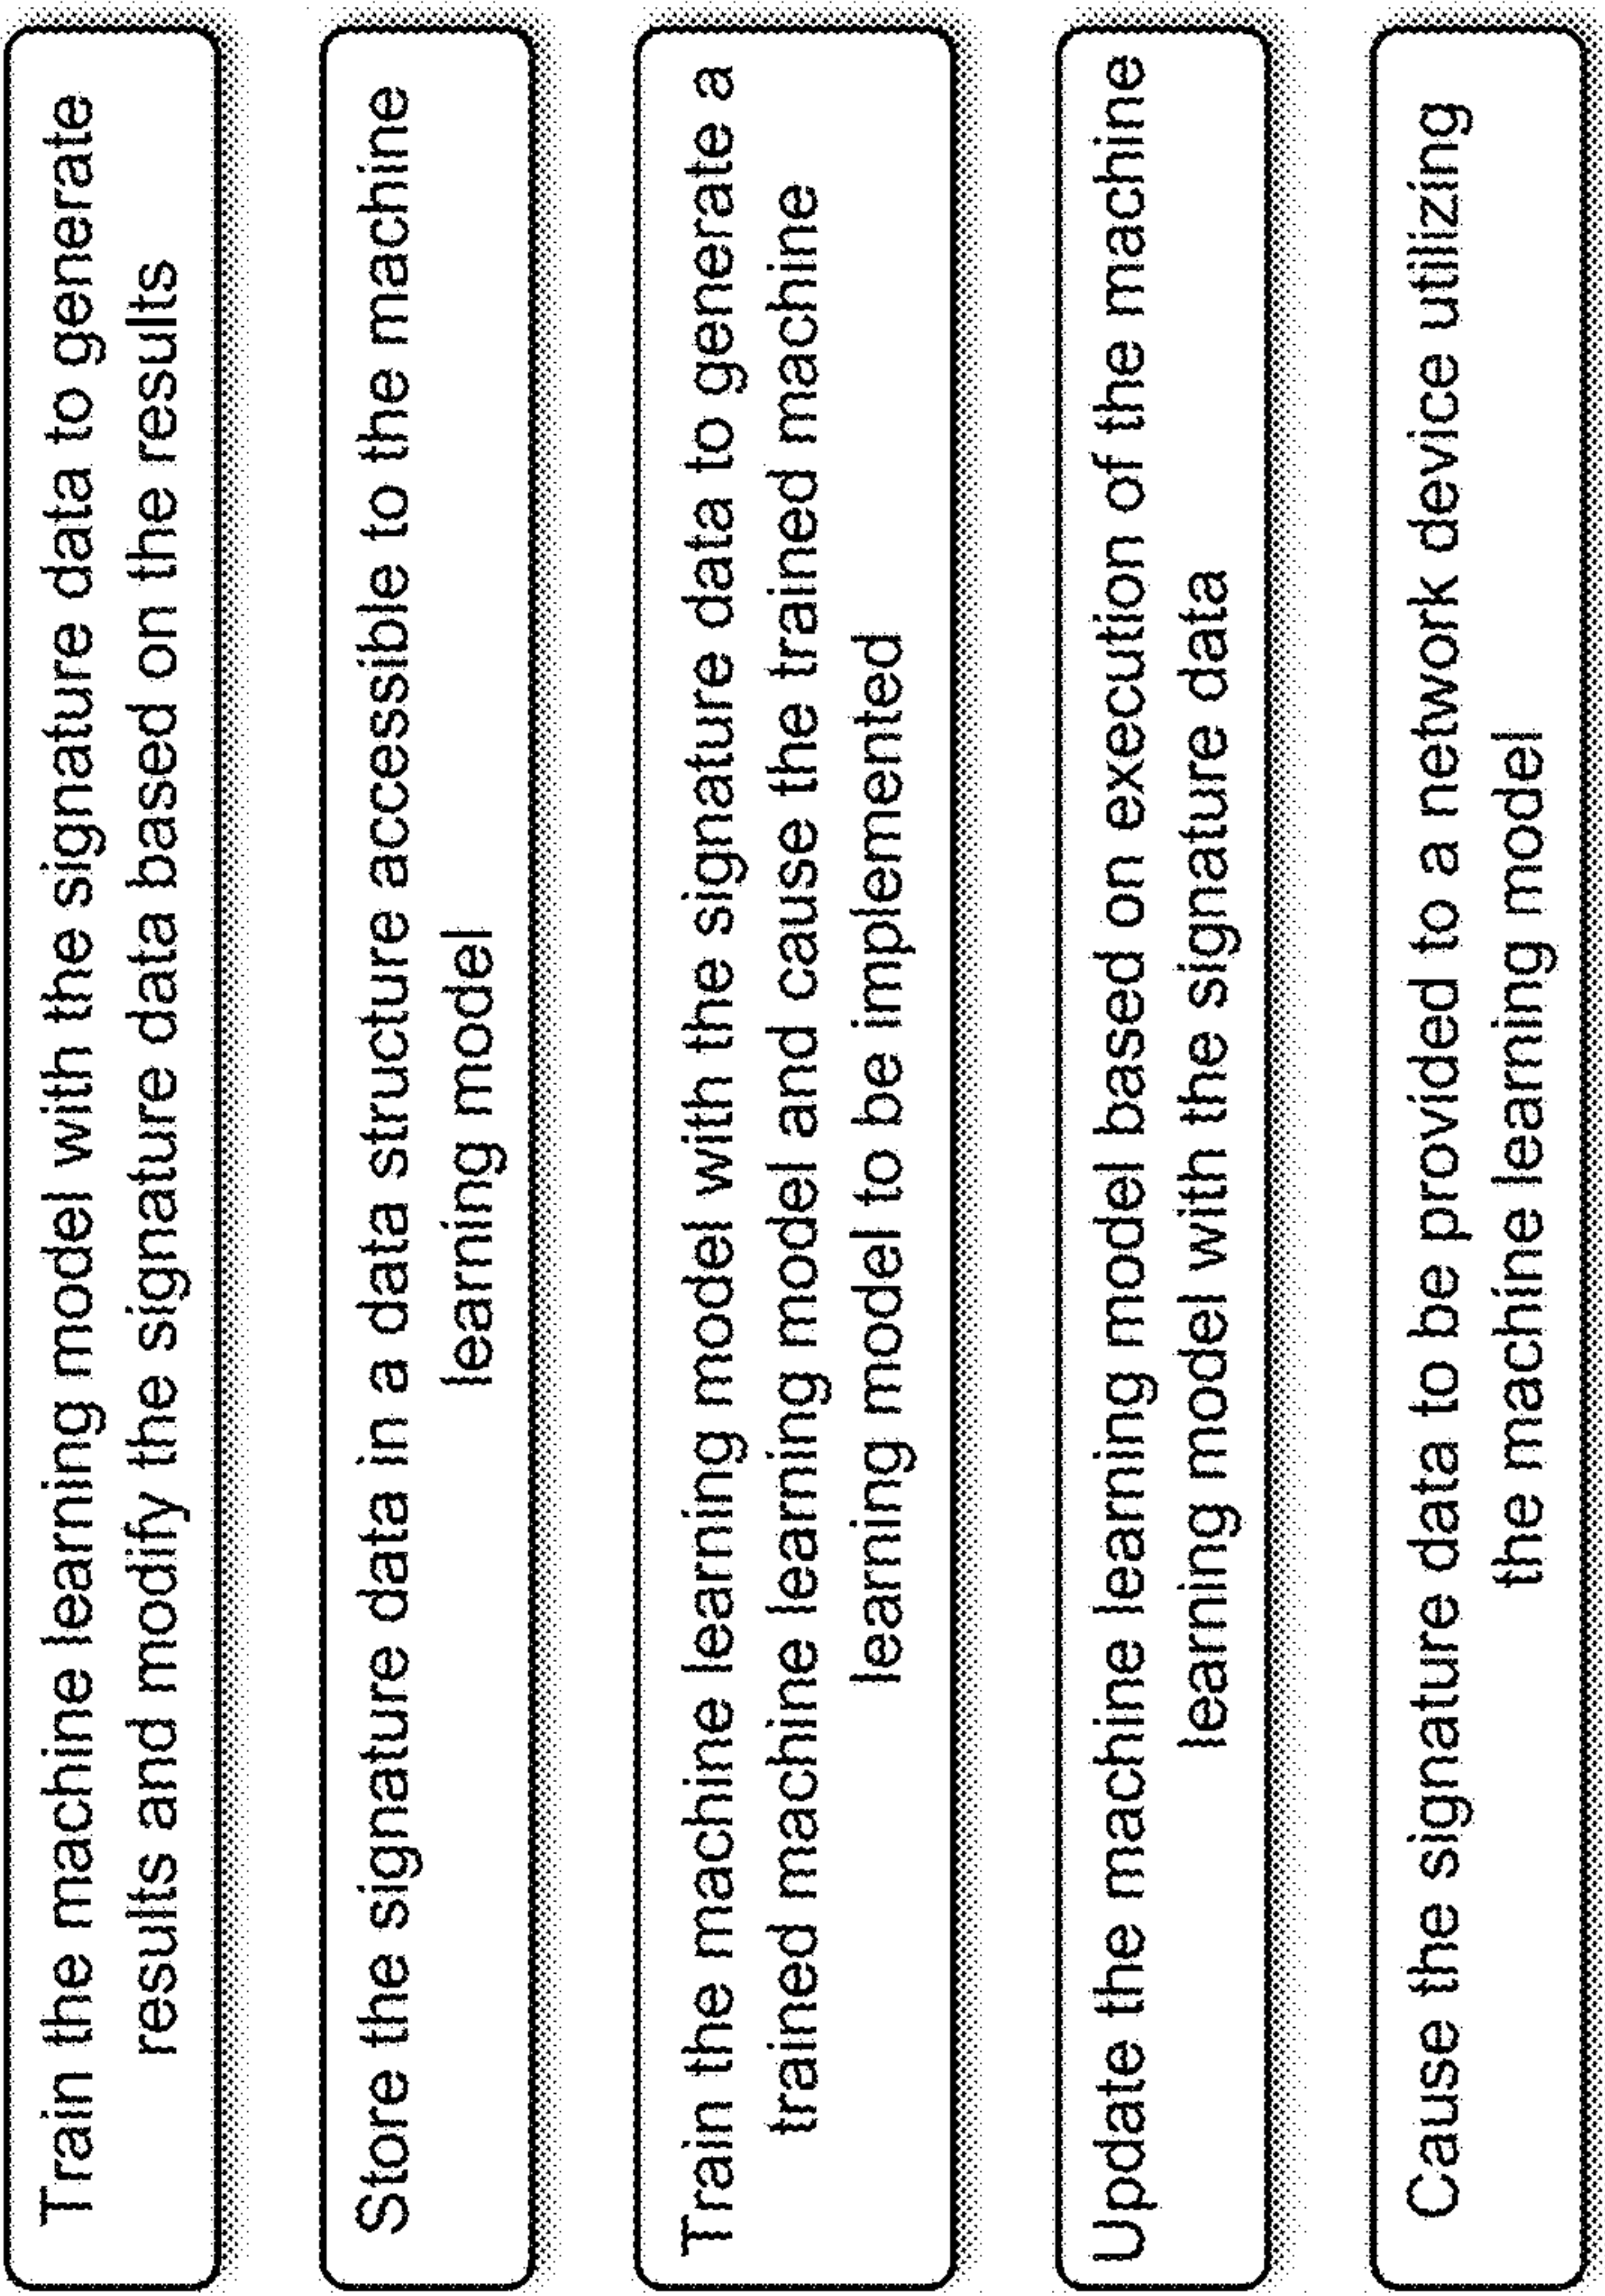 Train the machine learning model with the signature data to generate
results and modify the signature data based on the results
Store the signature data in a data structure accessible to the machine
learning model
Train the machine learning model with the signature data to generate a
trained machine learning model and cause the trained machine
learning model to be implemented
Update the machine learning model based on execution of the machine
learning model with the signature data
Cause the signature data to be provided to a network device utilizing
the machine learning model